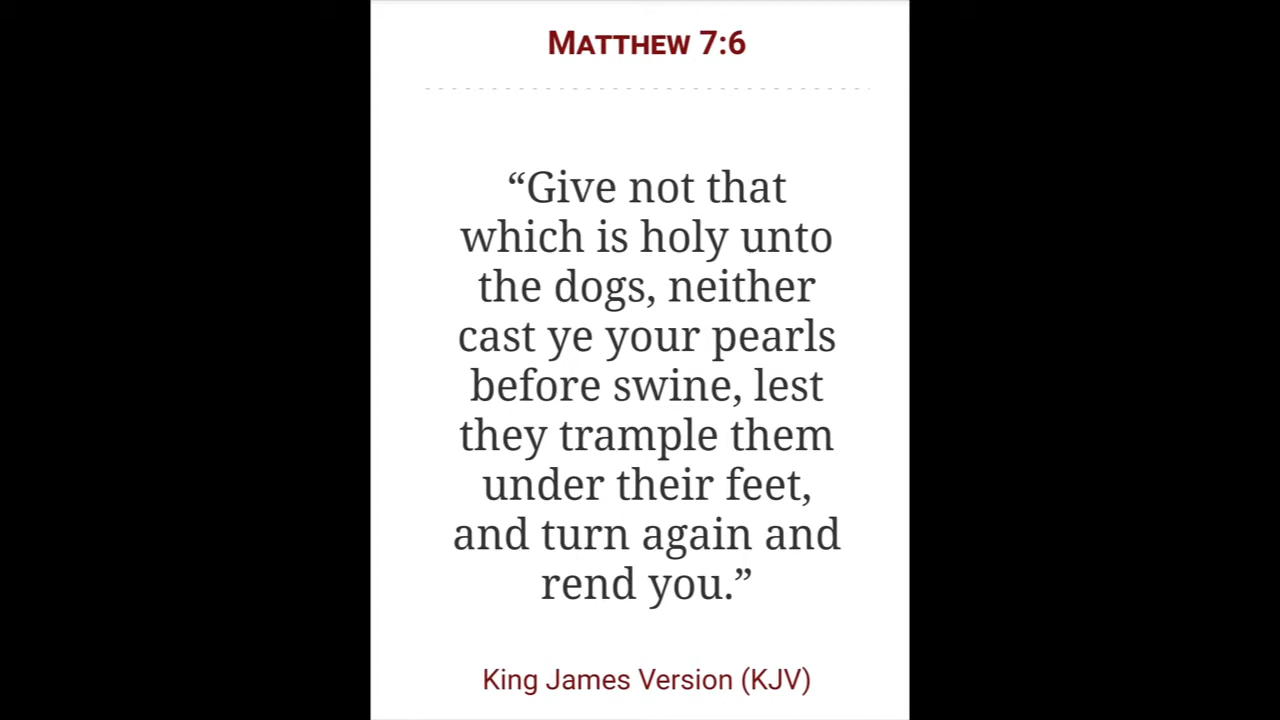 MATTHEW 7:6
“Give not that
which is holy unto
the dogs, neither
cast ye your pearls
before swine, lest
they trample them
under their feet,
and turn again and
rend you.”
King James Version (KJV)